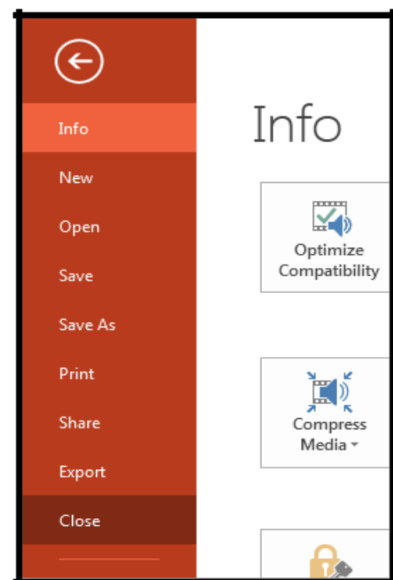 Info
New
Open
Save
Save As
Print
Share
Export
Close
Info
Optimize
Compatibility
Compress
Media